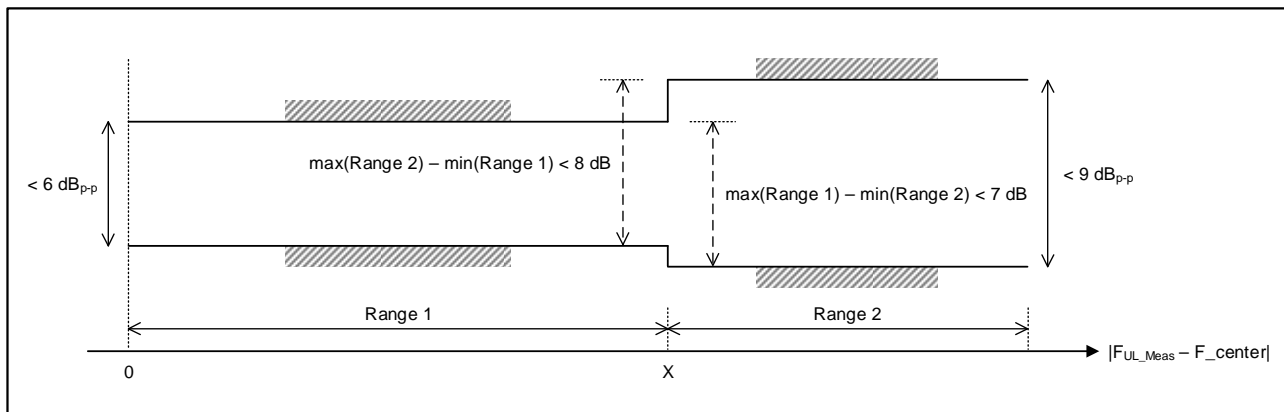 max(Range 2) – min(Range 1) < 8 dB
< 6 dBp-p
max(Range 1) – min(Range 2) < 7 dB
< 9 dBp-p
Range 1
Range 2
0
X
|FUL_Meas – F_center|